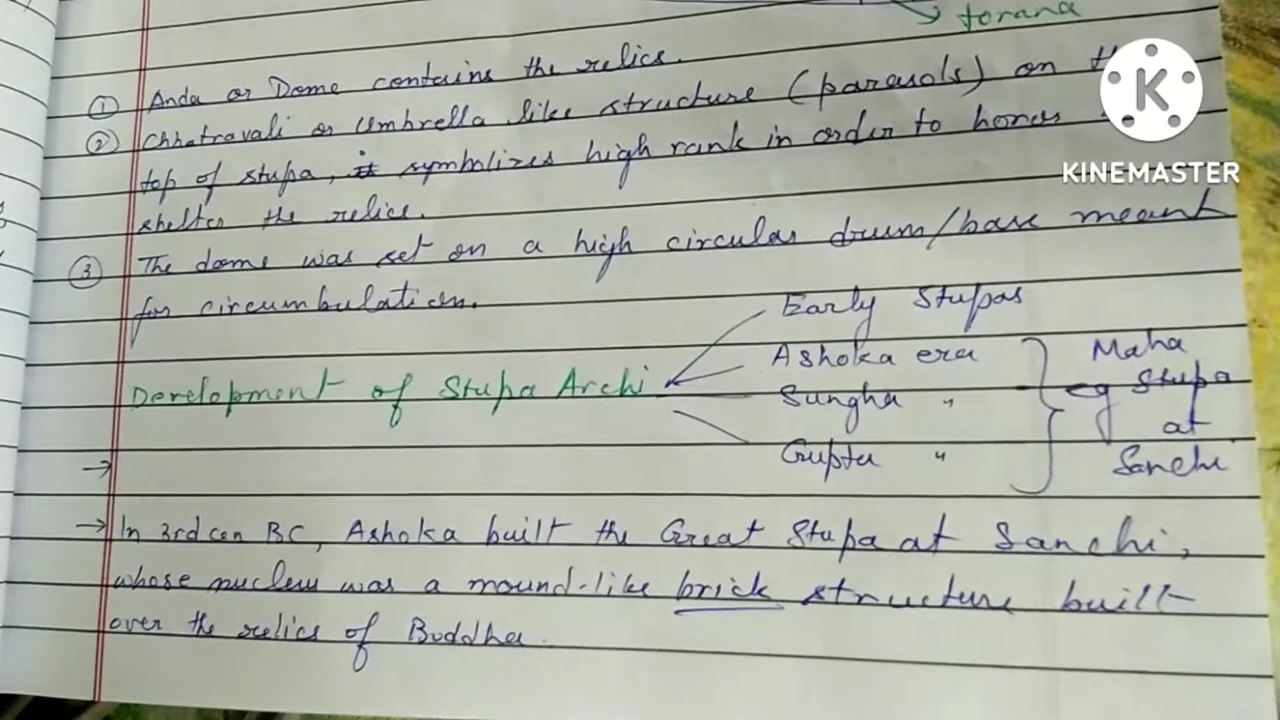 torana
① Anda or Dome contains the relics.
② Chhatravali or Umbrella like structure (parasols) on
top of stupa, it symbolizes high rank in order to honor
shelter the relics.
③ The dome was set on a high circular drum/base meant
for circumbulation.
Early Stupas
Development of Stupa Archi
Ashoka era
Sungha "
Gupta "
Maha
eg Stupa
at
Sanchi
→
→ In 3rd cen BC, Ashoka built the Great Stupa at Sanchi,
whose nucleus was a mound-like brick structure built
over the relics of Buddha.
K
KINEMASTER